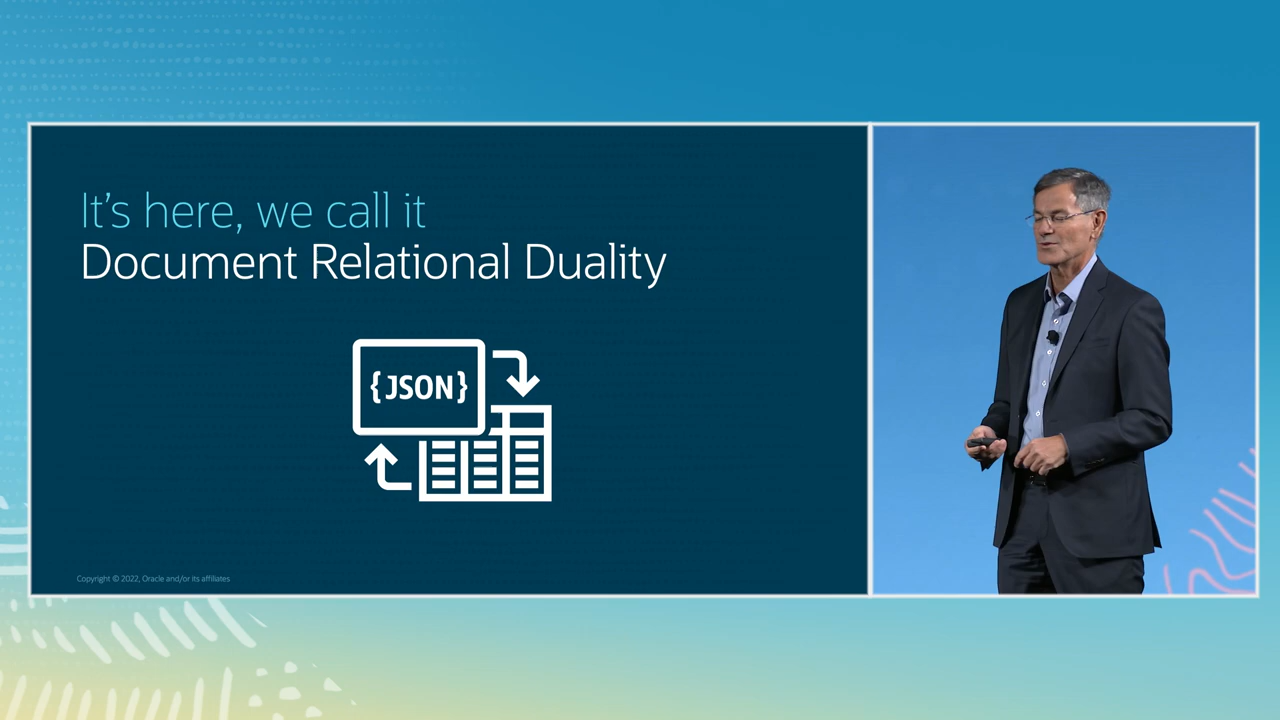 It's here, we call it
Document Relational Duality
{JSON}
Copyright © 2022, Oracle and/or its affiliates